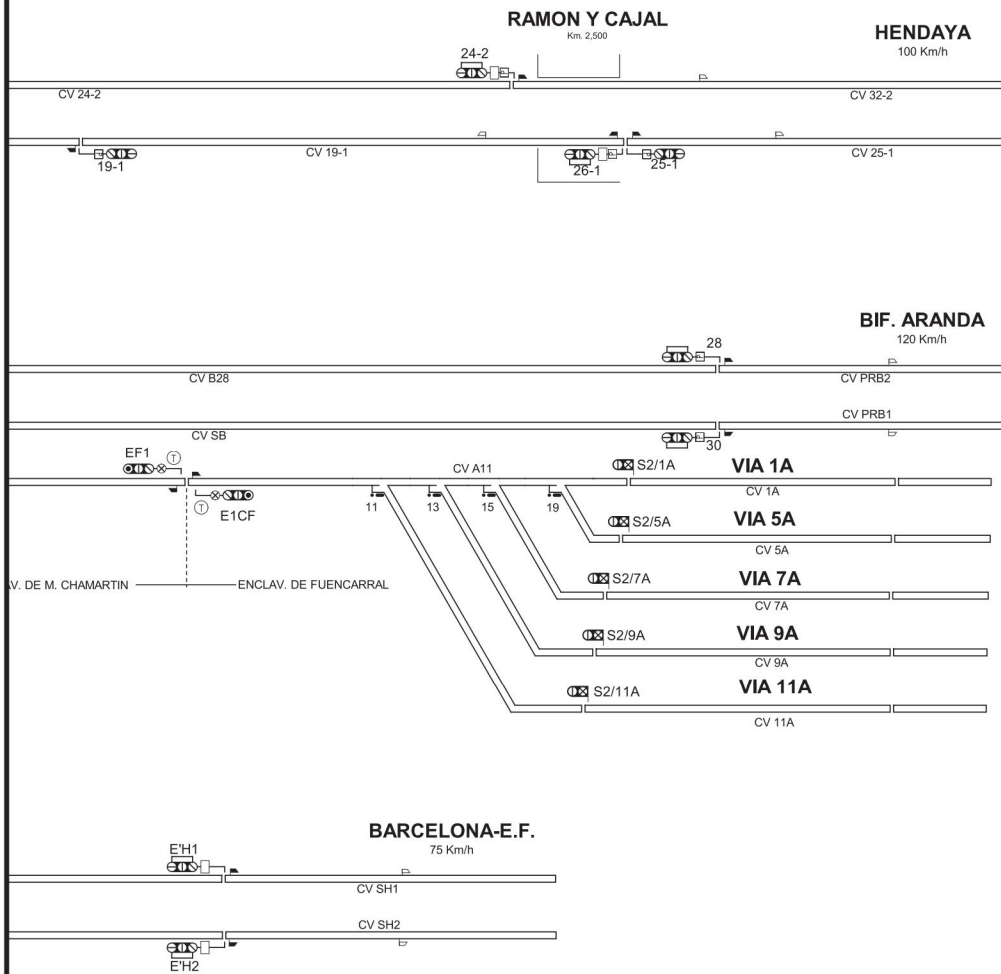 RAMON Y CAJAL
Km. 2,500
HENDAYA
100 Km/h
24-2
CV 24-2
CV 32-2
CV 19-1
CV 25-1
19-1
26-1
25-1
BIF. ARANDA
120 Km/h
28
CV B28
CV PRB2
CV PRB1
CV SB
30
EF1
T
CV A11
S2/1A
VIA 1A
CV 1A
T
E1CF
11
13
15
19
S2/5A
VIA 5A
CV 5A
S2/7A
VIA 7A
V. DE M. CHAMARTIN
ENCLAV. DE FUENCARRAL
CV 7A
S2/9A
VIA 9A
CV 9A
S2/11A
VIA 11A
CV 11A
BARCELONA-E.F.
75 Km/h
E'H1
CV SH1
CV SH2
E'H2